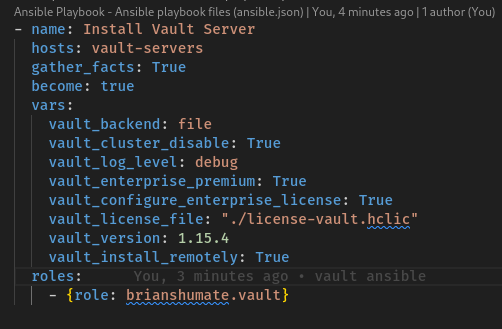 Ansible Playbook - Ansible playbook files (ansible.json) | You, 4 minutes ago | 1 author (You)
- name: Install Vault Server
  hosts: vault-servers
  gather_facts: True
  become: true
  vars:
    vault_backend: file
    vault_cluster_disable: True
    vault_log_level: debug
    vault_enterprise_premium: True
    vault_configure_enterprise_license: True
    vault_license_file: "./license-vault.hclic"
    vault_version: 1.15.4
    vault_install_remotely: True
  roles:     You, 3 minutes ago • vault ansible
    - {role: brianshumate.vault}